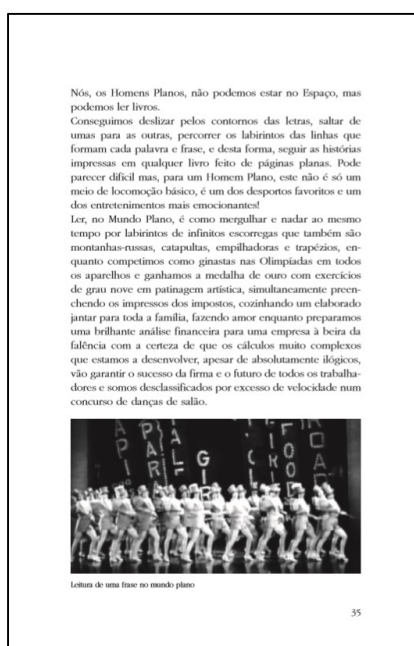 Nós, os Homens Planos, não podemos estar no Espaço, mas
podemos ler livros.
Conseguimos deslizar pelos contornos das letras, saltar de
umas para as outras, percorrer os labirintos das linhas que
formam cada palavra e frase, e desta forma, seguir as histórias
impressas em qualquer livro feito de páginas planas. Pode
parecer difícil mas, para um Homem Plano, este não é só um
meio de locomoção básico, é um dos desportos favoritos e um
dos entretenimentos mais emocionantes!
Ler, no Mundo Plano, é como mergulhar e nadar ao mesmo
tempo por labirintos de infinitos escorregas que também são
montanhas-russas, catapultas, empilhadoras e trapézios, en-
quanto competimos como ginastas nas Olimpíadas em todos
os aparelhos e ganhamos a medalha de ouro com exercícios
de grau nove em patinagem artística, simultaneamente preen-
chendo os impressos dos impostos, cozinhando um elaborado
jantar para toda a família, fazendo amor enquanto preparamos
uma brilhante análise financeira para uma empresa à beira da
falência com a certeza de que os cálculos muito complexos
que estamos a desenvolver, apesar de absolutamente ilógicos,
vão garantir o sucesso da firma e o futuro de todos os trabalha-
dores e somos desclassificados por excesso de velocidade num
concurso de danças de salão.
Leitura de uma frase no mundo plano
35